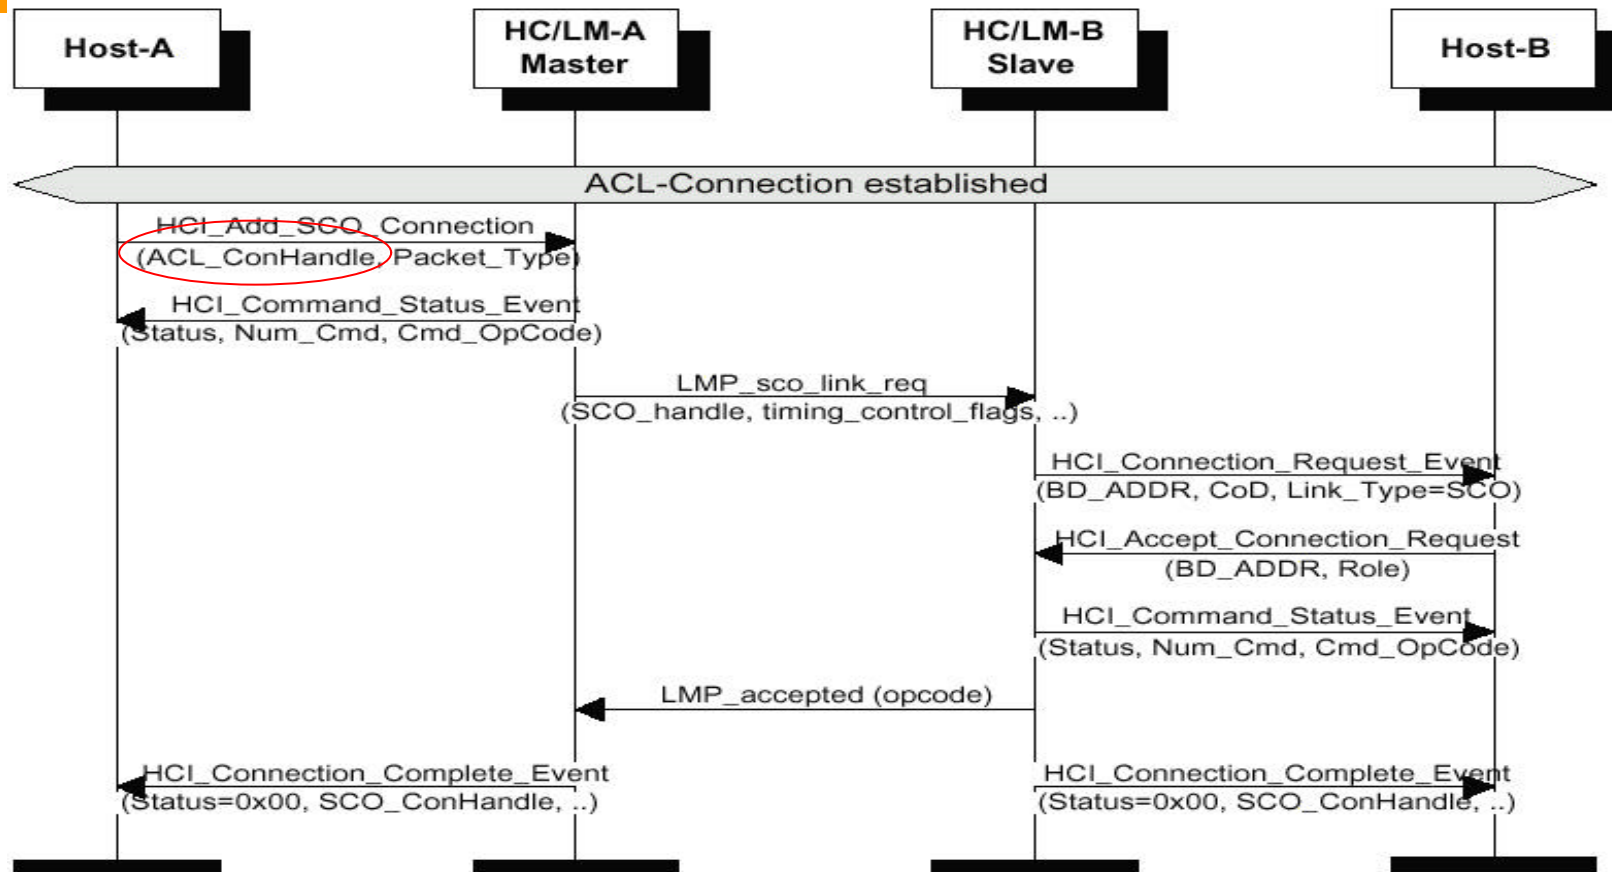 Host-A
HC/LM-A
Master
HC/LM-B
Slave
Host-B
ACL-Connection established
HCI_Add_SCO_Connection
(ACL_ConHandle, Packet_Type)
HCI_Command_Status_Event
(Status, Num_Cmd, Cmd_OpCode)
LMP_sco_link_req
(SCO_handle, timing_control_flags, ..)
HCI_Connection_Request_Event
(BD_ADDR, CoD, Link_Type=SCO)
HCI_Accept_Connection_Request
(BD_ADDR, Role)
HCI_Command_Status_Event
(Status, Num_Cmd, Cmd_OpCode)
LMP_accepted (opcode)
HCI_Connection_Complete_Event
(Status=0x00, SCO_ConHandle, ..)
HCI_Connection_Complete_Event
(Status=0x00, SCO_ConHandle, ..)